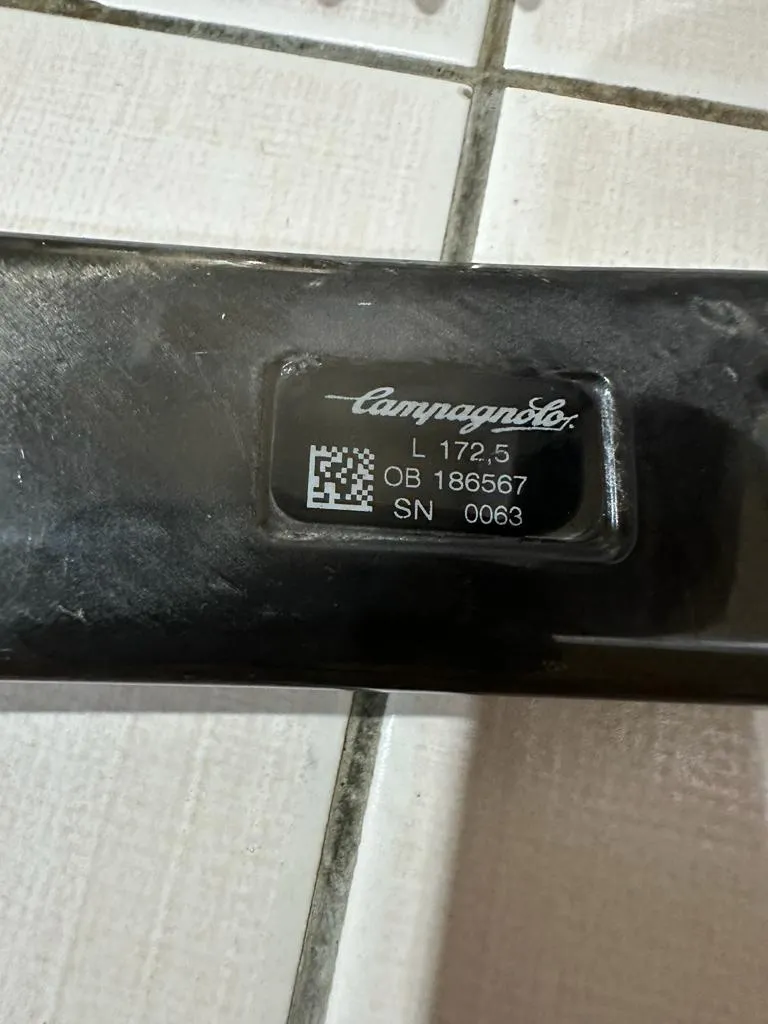 Campagnolo
L 172,5
OB 186567
SN 0063